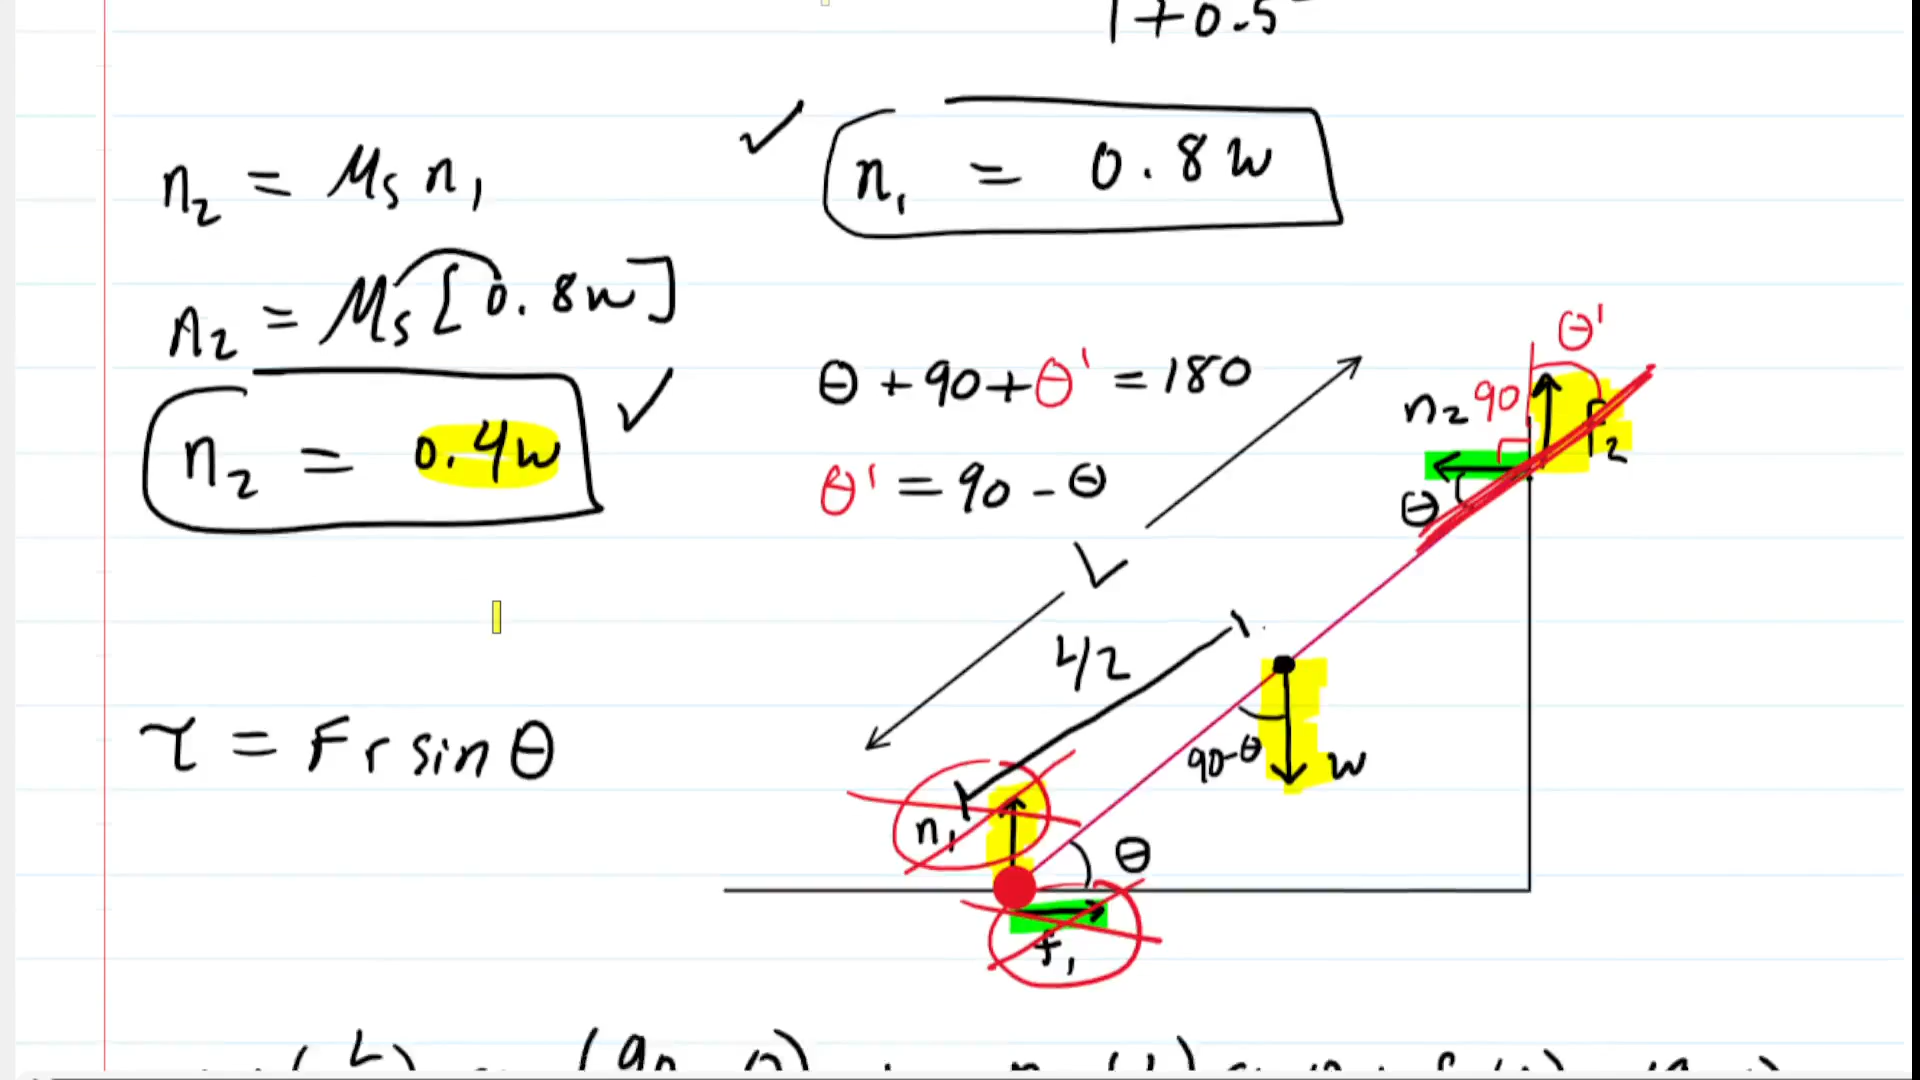 1+0.5²
n₂ = μₛ n₁
✓ n₁ = 0.8w
n₂ = μₛ[0.8w]
n₂ = 0.4w ✓
θ + 90 + θ' = 180
θ' = 90 - θ
θ'
n₂ 90 f₂
θ
L
L/2
90-θ w
τ = F r sin θ
n₁
θ
f₁